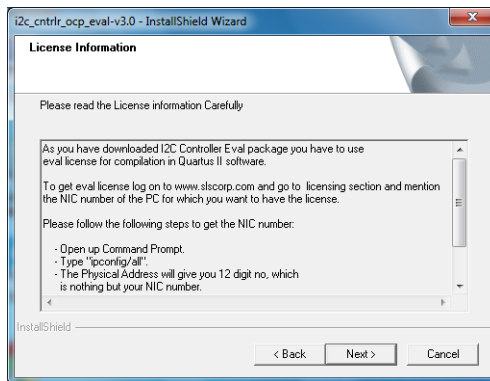 i2c_cntrlr_ocp_eval-v3.0 - InstallShield Wizard
License Information
Please read the License information Carefully
As you have downloaded I2C Controller Eval package you have to use
eval license for compilation in Quartus II software.
To get eval license log on to www.slscorp.com and go to licensing section and mention
the NIC number of the PC for which you want to have the license.
Please follow the following steps to get the NIC number:
- Open up Command Prompt.
- Type "ipconfig/all".
- The Physical Address will give you 12 digit no, which
is nothing but your NIC number.
InstallShield
< Back
Next >
Cancel